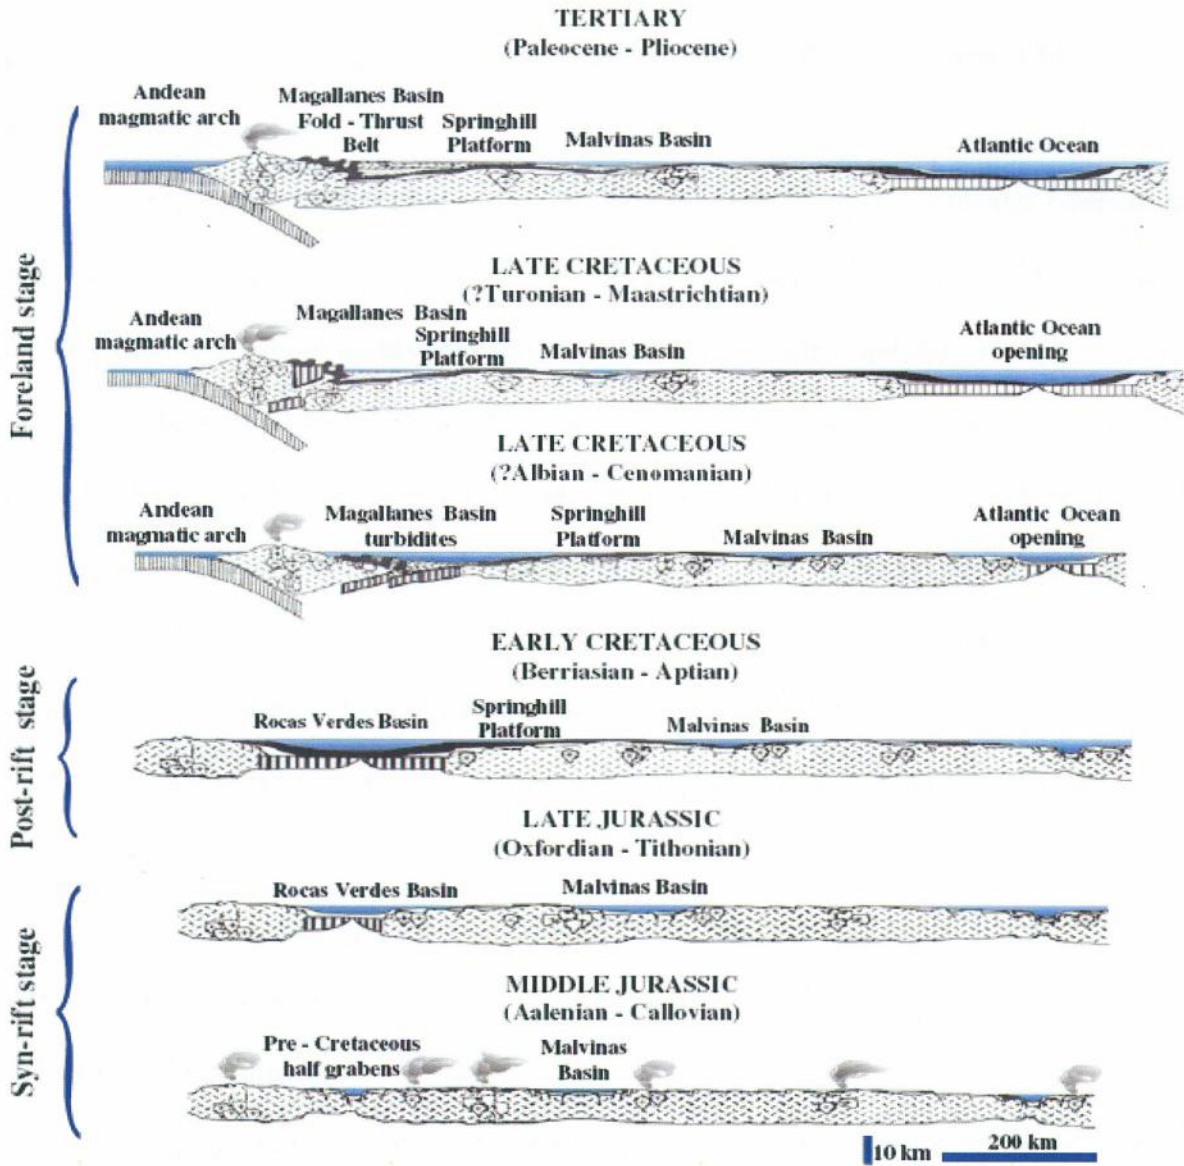 TERTIARY
(Paleocene - Pliocene)
Andean
magmatic arch
Magallanes Basin
Fold - Thrust
Belt
Springhill
Platform
Malvinas Basin
Atlantic Ocean
Foreland stage
LATE CRETACEOUS
(?Turonian - Maastrichtian)
Andean
magmatic arch
Magallanes Basin
Springhill
Platform
Malvinas Basin
Atlantic Ocean
opening
LATE CRETACEOUS
(?Albian - Cenomanian)
Andean
magmatic arch
Magallanes Basin
turbidites
Springhill
Platform
Malvinas Basin
Atlantic Ocean
opening
Post-rift stage
EARLY CRETACEOUS
(Berriasian - Aptian)
Rocas Verdes Basin
Springhill
Platform
Malvinas Basin
Syn-rift stage
LATE JURASSIC
(Oxfordian - Tithonian)
Rocas Verdes Basin
Malvinas Basin
MIDDLE JURASSIC
(Aalenian - Callovian)
Pre - Cretaceous
half grabens
Malvinas
Basin
10 km
200 km